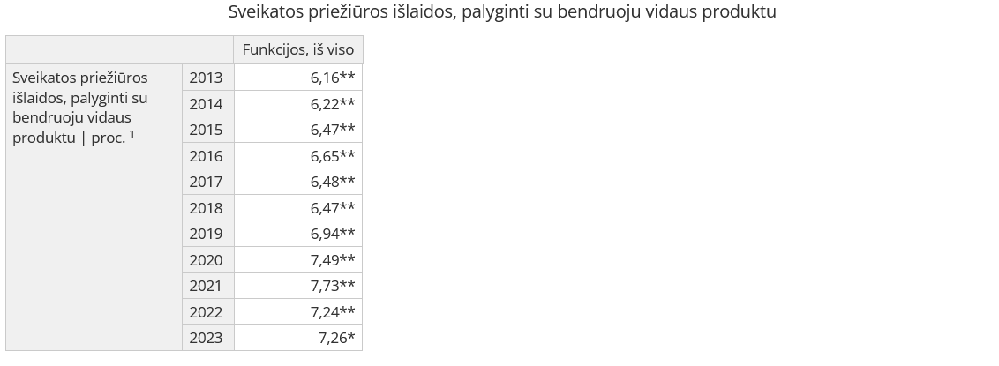 Sveikatos priežiūros išlaidos, palyginti su bendruoju vidaus produktu
Funkcijos, iš viso
Sveikatos priežiūros
išlaidos, palyginti su
bendruoju vidaus
produktu | proc. 1
2013 6,16**
2014 6,22**
2015 6,47**
2016 6,65**
2017 6,48**
2018 6,47**
2019 6,94**
2020 7,49**
2021 7,73**
2022 7,24**
2023 7,26*